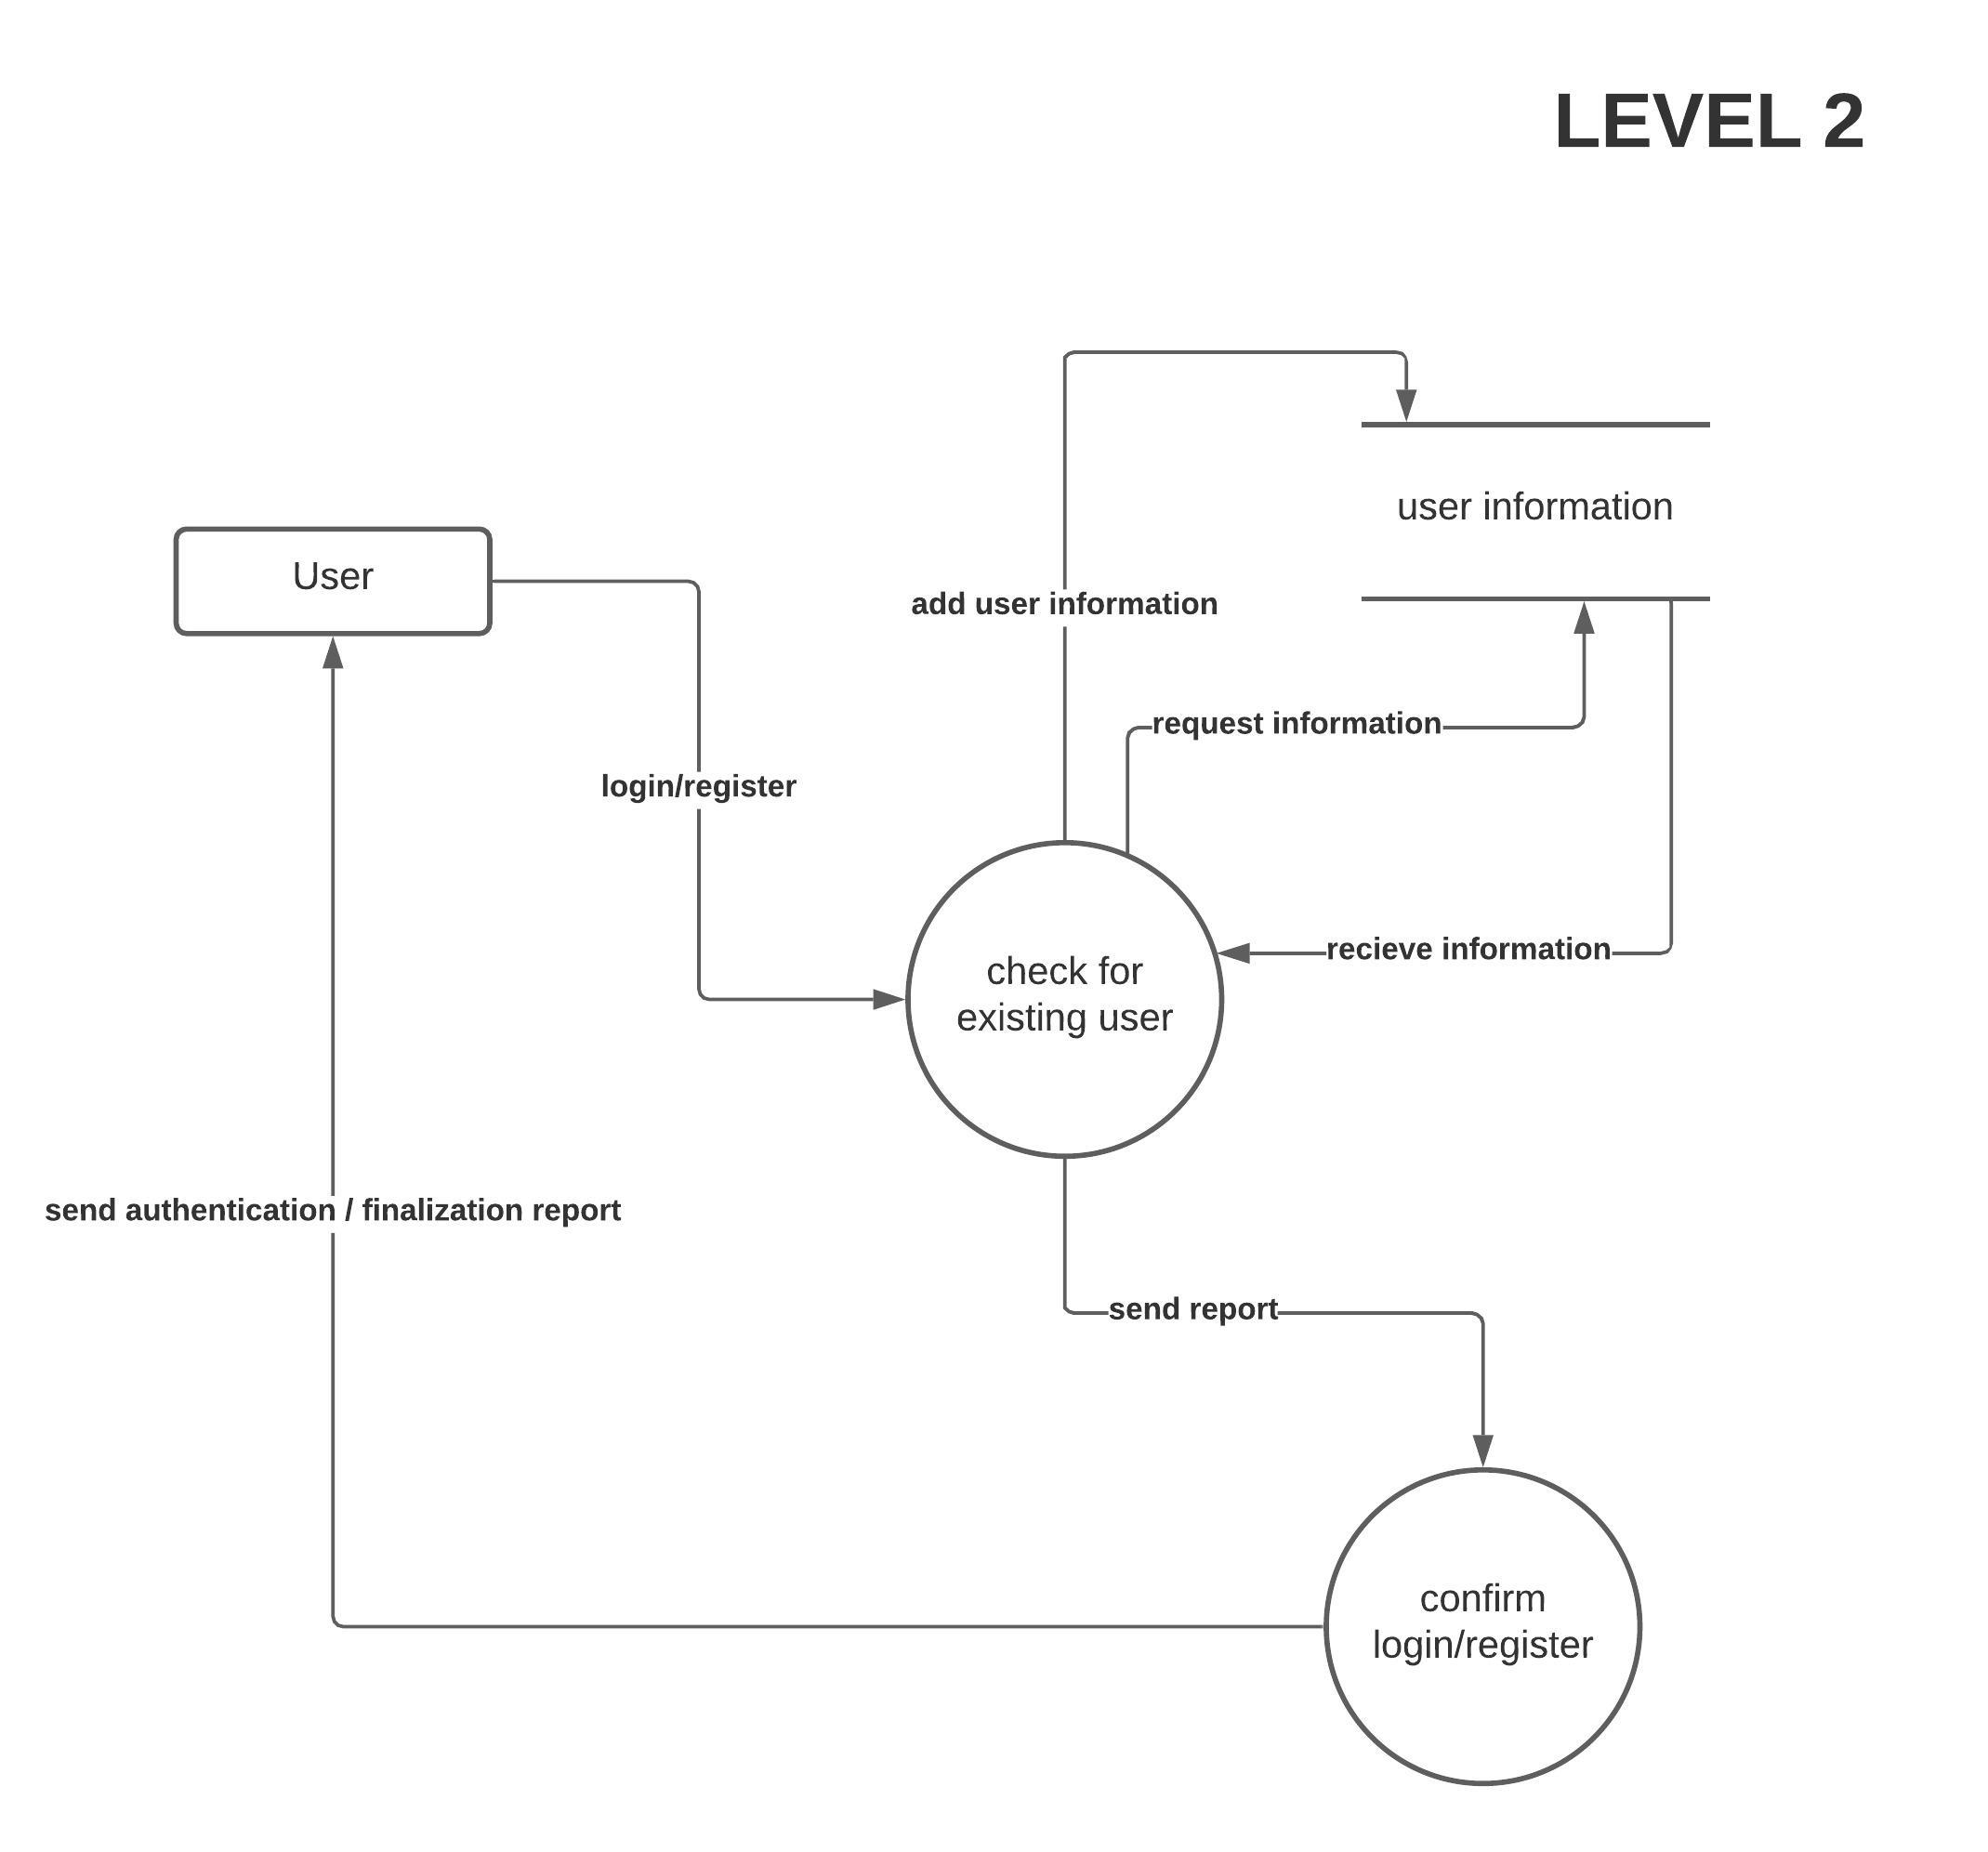 LEVEL 2
user information
User
add user information
request information
login/register
recieve information
check for
existing user
send authentication / finalization report
send report
confirm
login/register